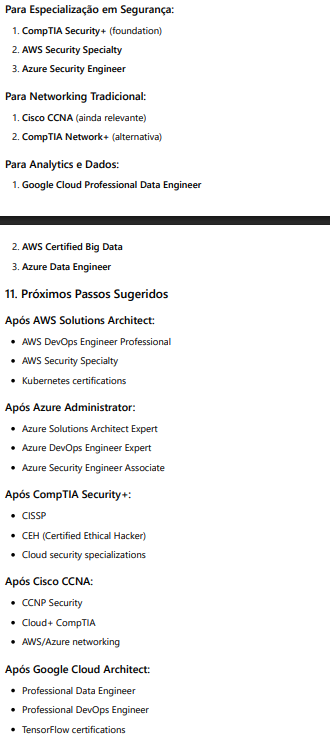 Para Especialização em Segurança:
1. CompTIA Security+ (foundation)
2. AWS Security Specialty
3. Azure Security Engineer
Para Networking Tradicional:
1. Cisco CCNA (ainda relevante)
2. CompTIA Network+ (alternativa)
Para Analytics e Dados:
1. Google Cloud Professional Data Engineer
2. AWS Certified Big Data
3. Azure Data Engineer
11. Próximos Passos Sugeridos
Após AWS Solutions Architect:
• AWS DevOps Engineer Professional
• AWS Security Specialty
• Kubernetes certifications
Após Azure Administrator:
• Azure Solutions Architect Expert
• Azure DevOps Engineer Expert
• Azure Security Engineer Associate
Após CompTIA Security+:
• CISSP
• CEH (Certified Ethical Hacker)
• Cloud security specializations
Após Cisco CCNA:
• CCNP Security
• Cloud+ CompTIA
• AWS/Azure networking
Após Google Cloud Architect:
• Professional Data Engineer
• Professional DevOps Engineer
• TensorFlow certifications